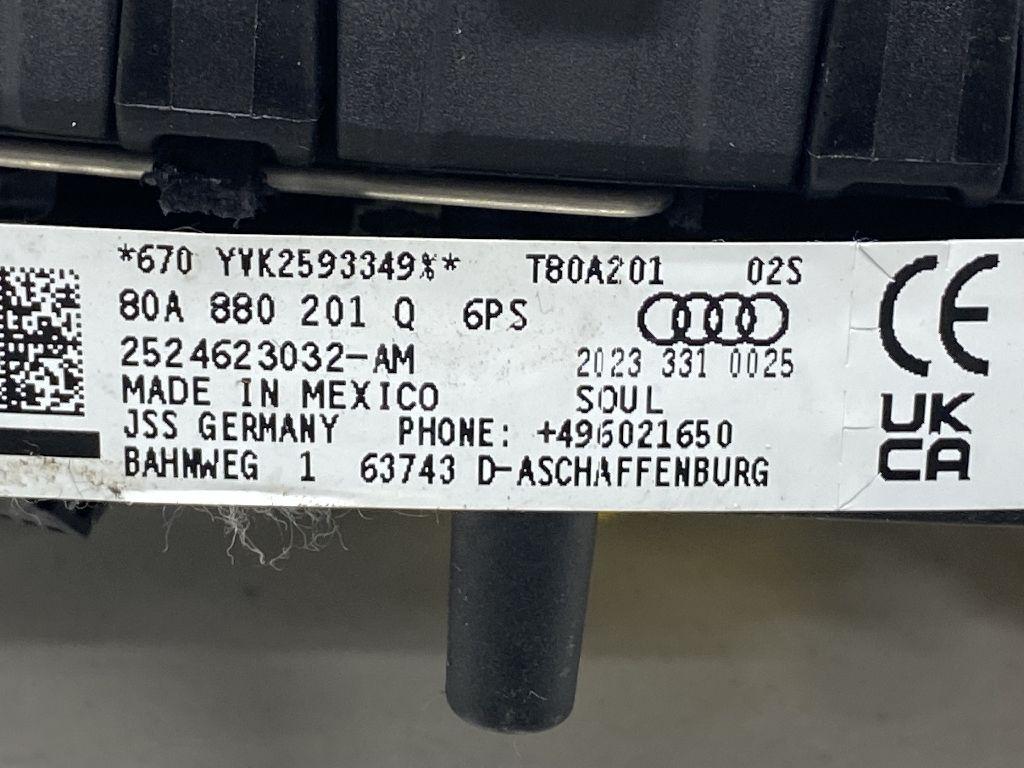 *670 YVK2593349%* T80A201 02S
80A 880 201 Q 6PS
2524623032-AM 2023 331 0025
MADE IN MEXICO SOUL
JSS GERMANY PHONE: +496021650
BAHNWEG 1 63743 D-ASCHAFFENBURG
CE
UK
CA